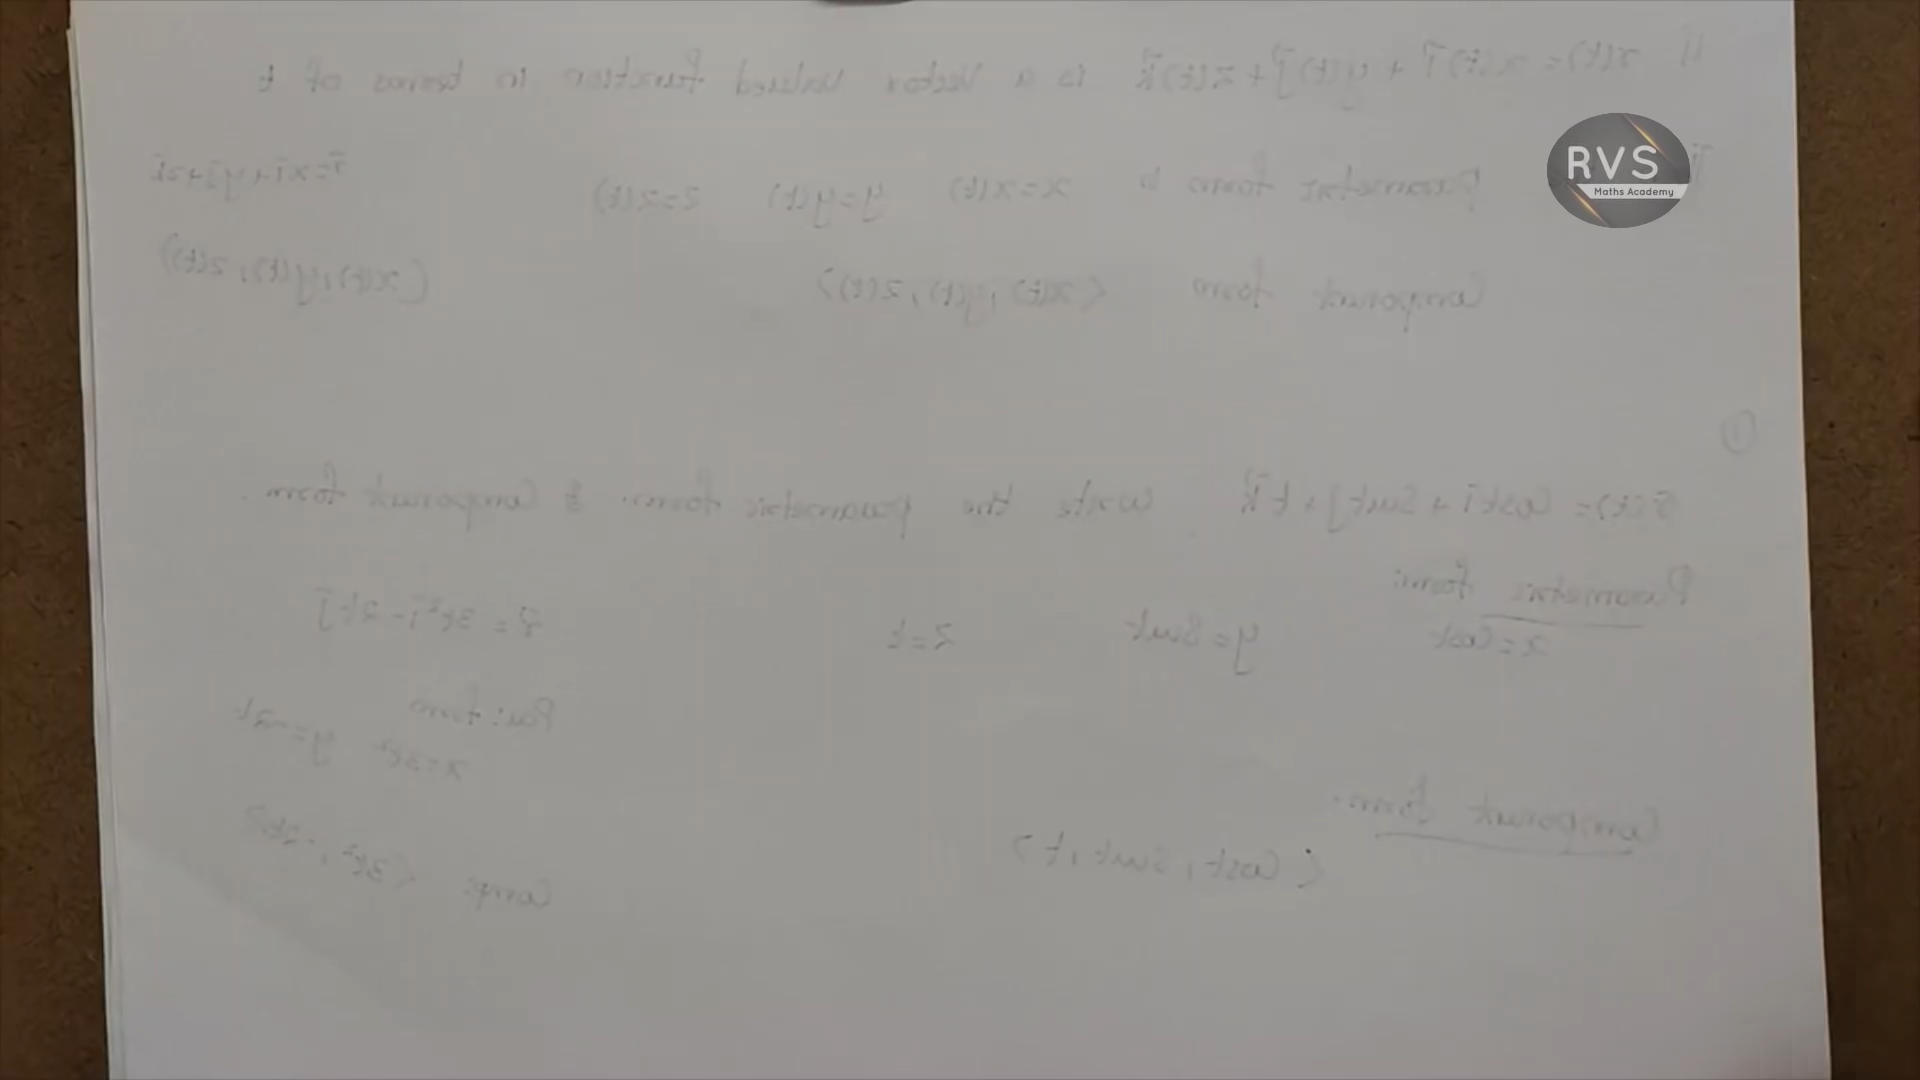 If r(t) = x(t) i⃗ + y(t) j⃗ + z(t) k⃗ is a vector valued function in terms of t
parametric form is x = x(t) y = y(t) z = z(t)
r̄ = xī + yj̄ + zk̄
Component form ⟨x(t), y(t), z(t)⟩
(x(t), y(t), z(t))
①
r̄(t) = Cost ī + Sint j̄ + t k̄ write the parametric form & Component form.
Parametric form:
x = Cost y = Sint z = t
r̄ = 3t² ī - 2t j̄
Par: form
x = 3t² y = -2t
Component form.
⟨Cost, Sint, t⟩
Comp: ⟨3t², -2t⟩
RVS
Maths Academy